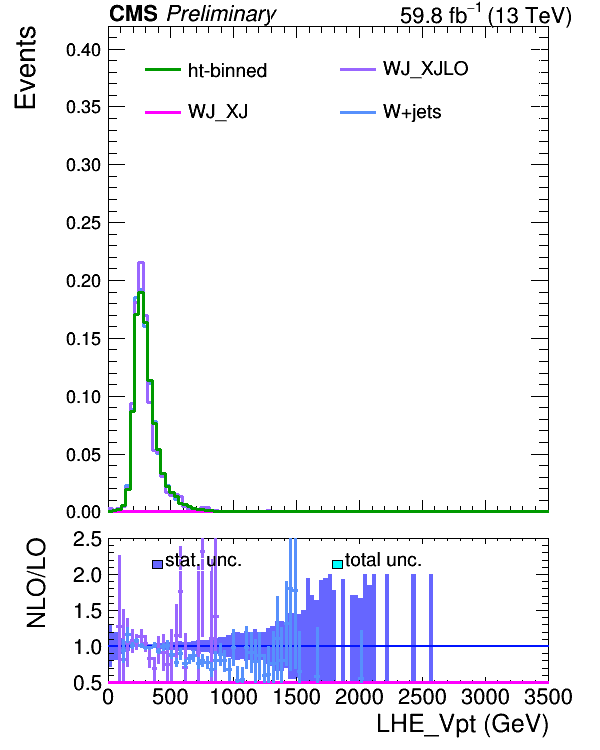 CMS Preliminary 59.8 fb⁻¹ (13 TeV)
Events
0.40
0.35
0.30
0.25
0.20
0.15
0.10
0.05
0.00
ht-binned WJ_XJLO
WJ_XJ W+jets
NLO/LO
2.5
2.0
1.5
1.0
0.5
stat. unc. total unc.
0 500 1000 1500 2000 2500 3000 3500
LHE_Vpt (GeV)